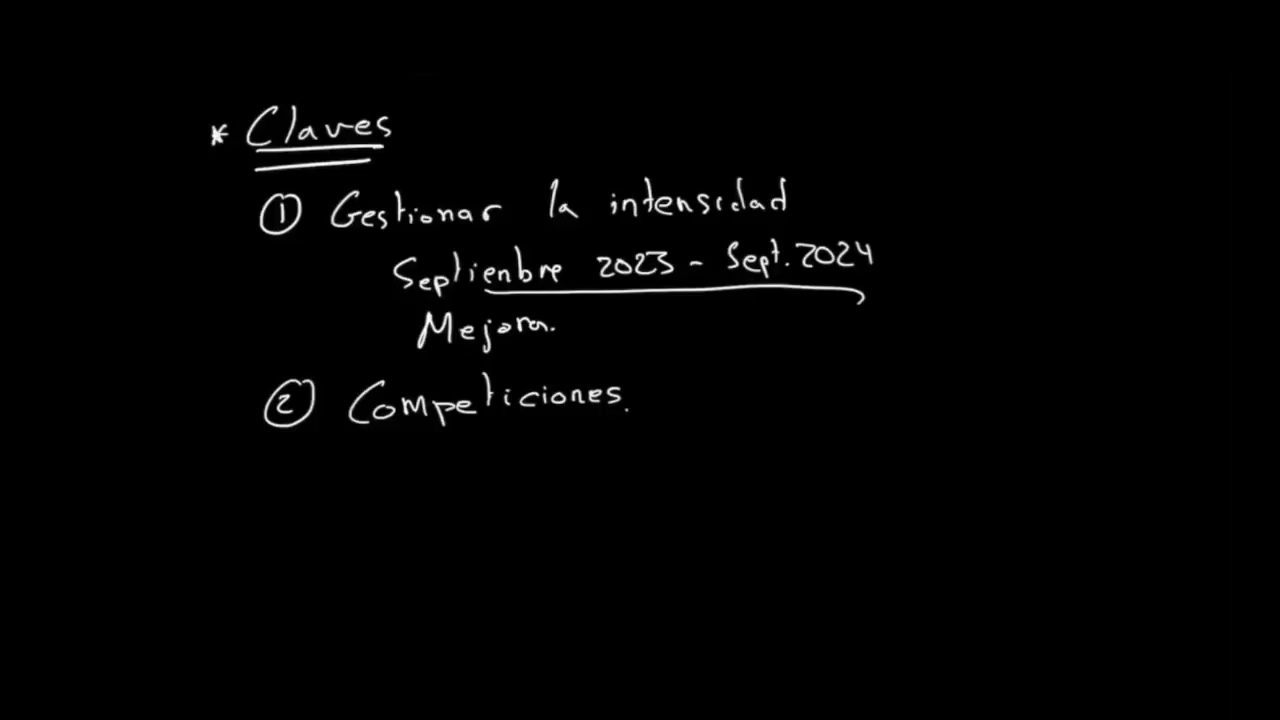 * Claves
① Gestionar la intensidad
Septienbre 2023 - Sept. 2024
Mejora.
② Competiciones.